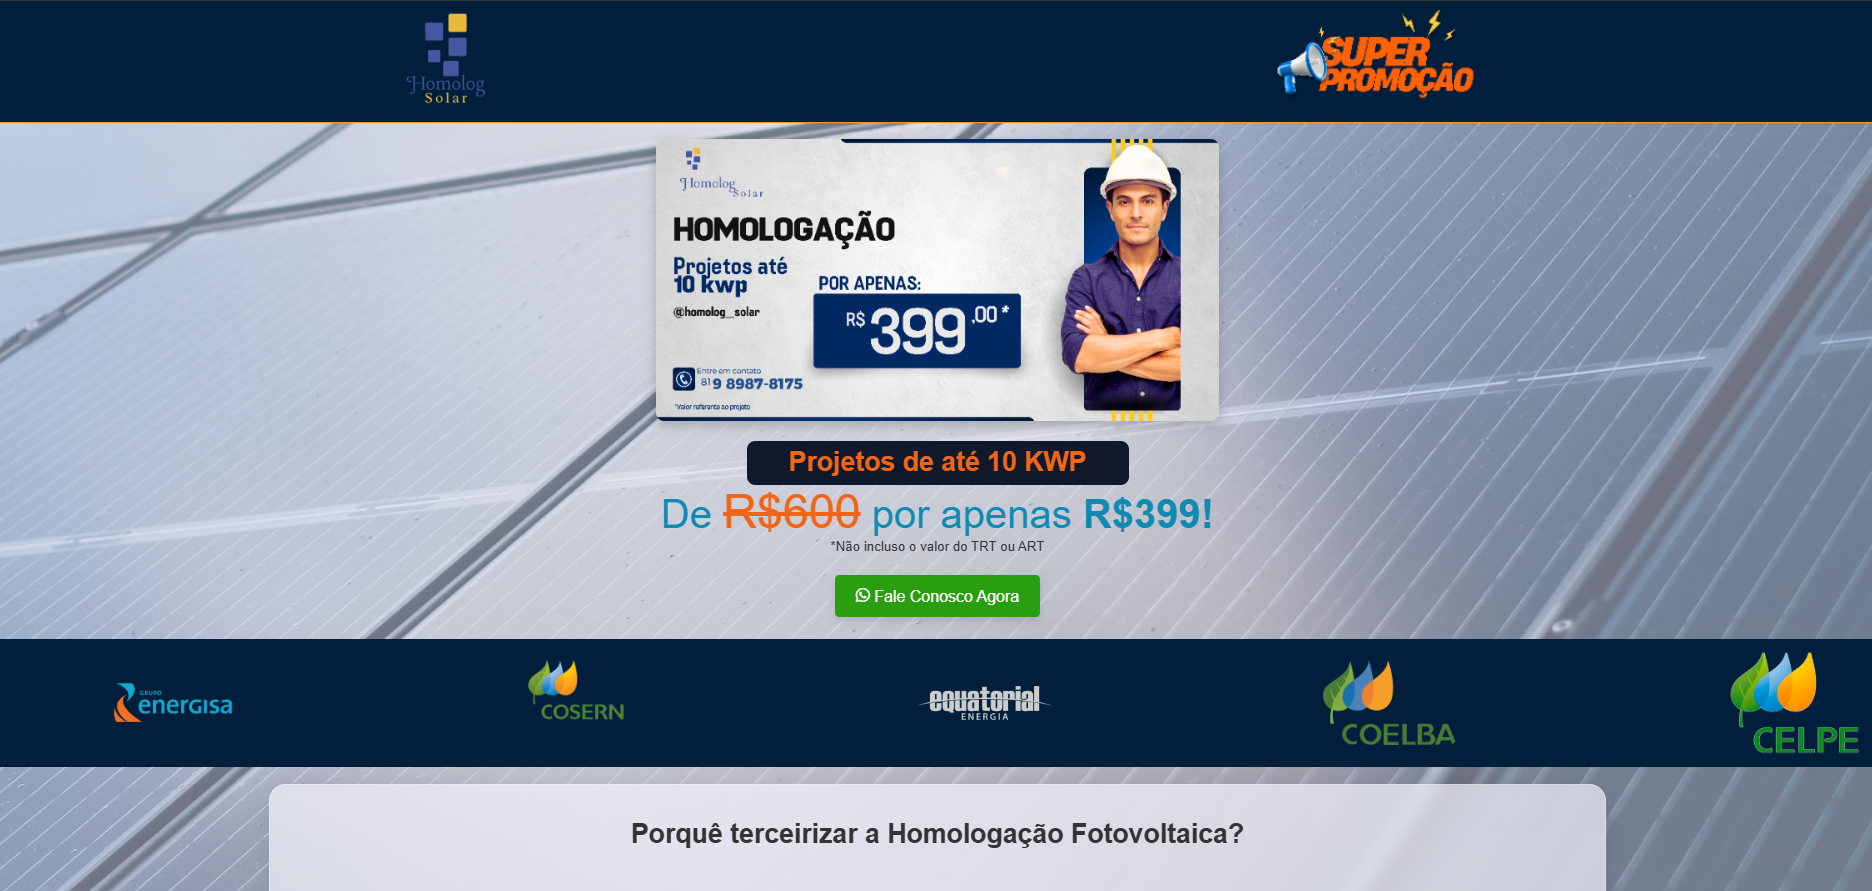 Homolog
Solar
SUPER
PROMOÇÃO
Homolog
Solar
HOMOLOGAÇÃO
Projetos até
10 kwp
@homolog_solar
POR APENAS:
R$ 399,00 *
Entre em contato
81 9 8987-8175
*Valor referante ao projeto
Projetos de até 10 KWP
De R$600 por apenas R$399!
*Não incluso o valor do TRT ou ART
Fale Conosco Agora
GRUPO
energisa
COSERN
equatorial
ENERGIA
COELBA
CELPE
Porquê terceirizar a Homologação Fotovoltaica?